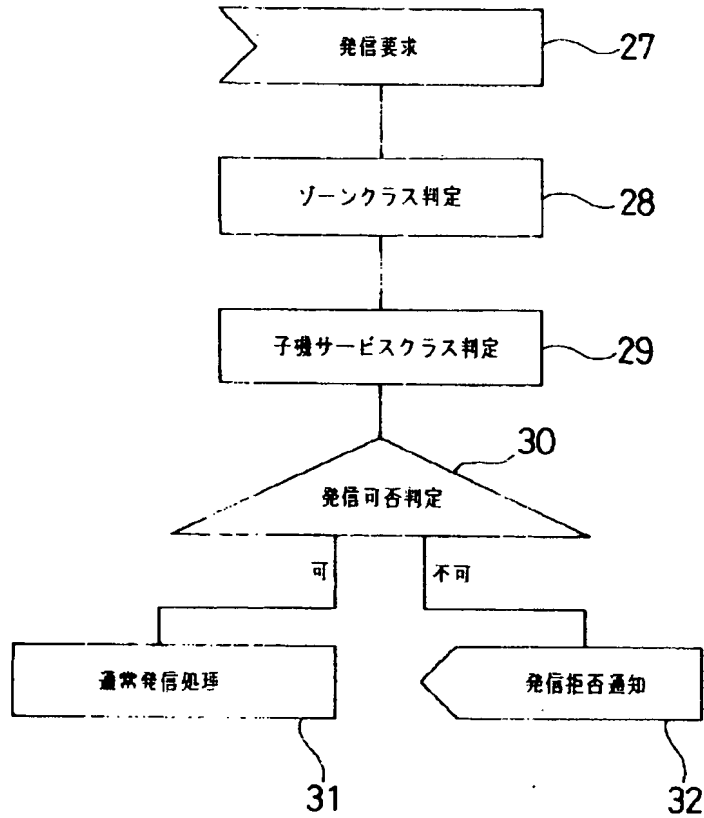 発信要求
27
ゾーンクラス判定
28
子機サービスクラス判定
29
30
発信可否判定
可
不可
通常発信処理
発信拒否通知
31
32